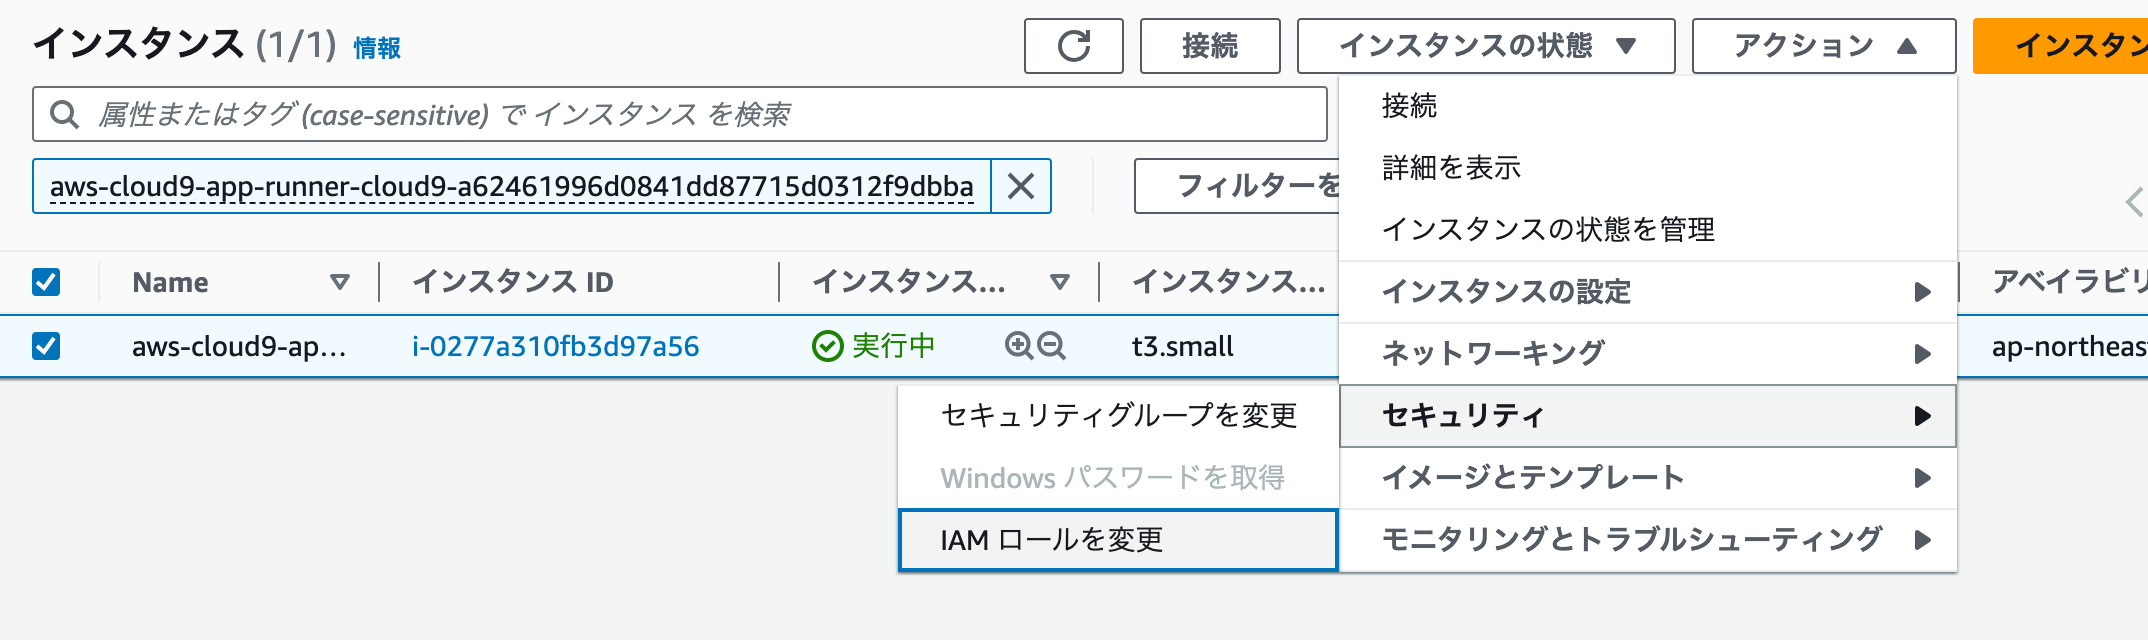 インスタンス (1/1) 情報
接続
インスタンスの状態
アクション
インスタン
属性またはタグ (case-sensitive) で インスタンス を検索
aws-cloud9-app-runner-cloud9-a62461996d0841dd87715d0312f9dbba
フィルターを
接続
詳細を表示
インスタンスの状態を管理
インスタンスの設定
ネットワーキング
セキュリティ
イメージとテンプレート
モニタリングとトラブルシューティング
Name
インスタンス ID
インスタンス...
インスタンス...
アベイラビリ
aws-cloud9-ap...
i-0277a310fb3d97a56
実行中
t3.small
ap-northeas
セキュリティグループを変更
Windows パスワードを取得
IAM ロールを変更